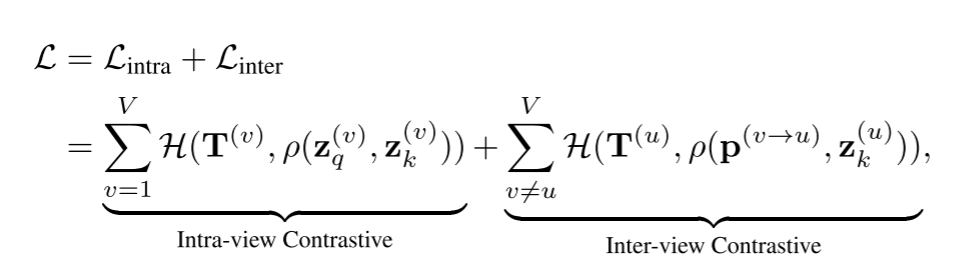 ℒ = ℒ_intra + ℒ_inter
= ∑_{v=1}^{V} ℋ(𝐓^{(v)}, ρ(𝐳_q^{(v)}, 𝐳_k^{(v)})) + ∑_{v≠u}^{V} ℋ(𝐓^{(u)}, ρ(𝐩^{(v→u)}, 𝐳_k^{(u)})),
Intra-view Contrastive Inter-view Contrastive